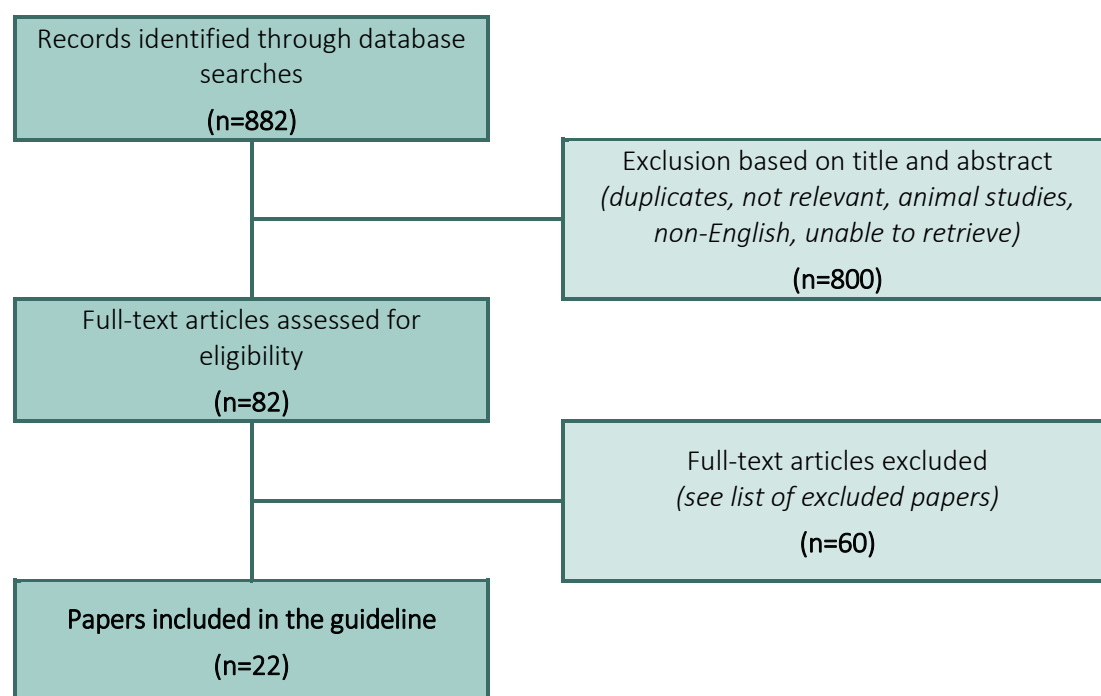 Records identified through database
searches
(n=882)
Exclusion based on title and abstract
(duplicates, not relevant, animal studies,
non-English, unable to retrieve)
(n=800)
Full-text articles assessed for
eligibility
(n=82)
Full-text articles excluded
(see list of excluded papers)
(n=60)
Papers included in the guideline
(n=22)